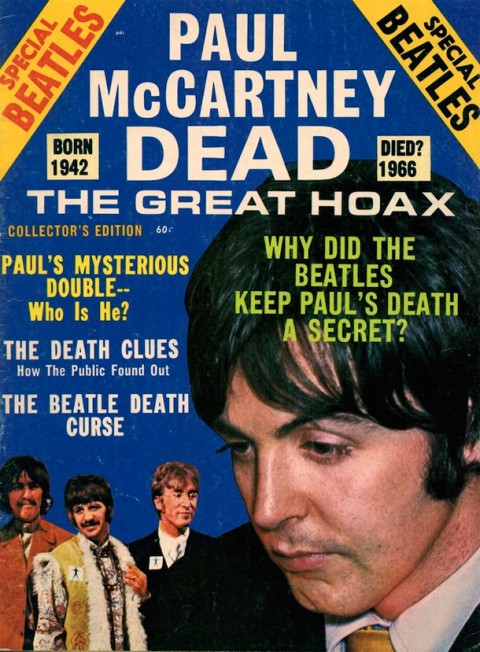 SPECIAL
BEATLES
PAUL
McCARTNEY
DEAD
SPECIAL
BEATLES
BORN
1942
DIED?
1966
THE GREAT HOAX
COLLECTOR'S EDITION 60¢
PAUL'S MYSTERIOUS
DOUBLE--
Who Is He?
THE DEATH CLUES
How The Public Found Out
THE BEATLE DEATH
CURSE
WHY DID THE
BEATLES
KEEP PAUL'S DEATH
A SECRET?